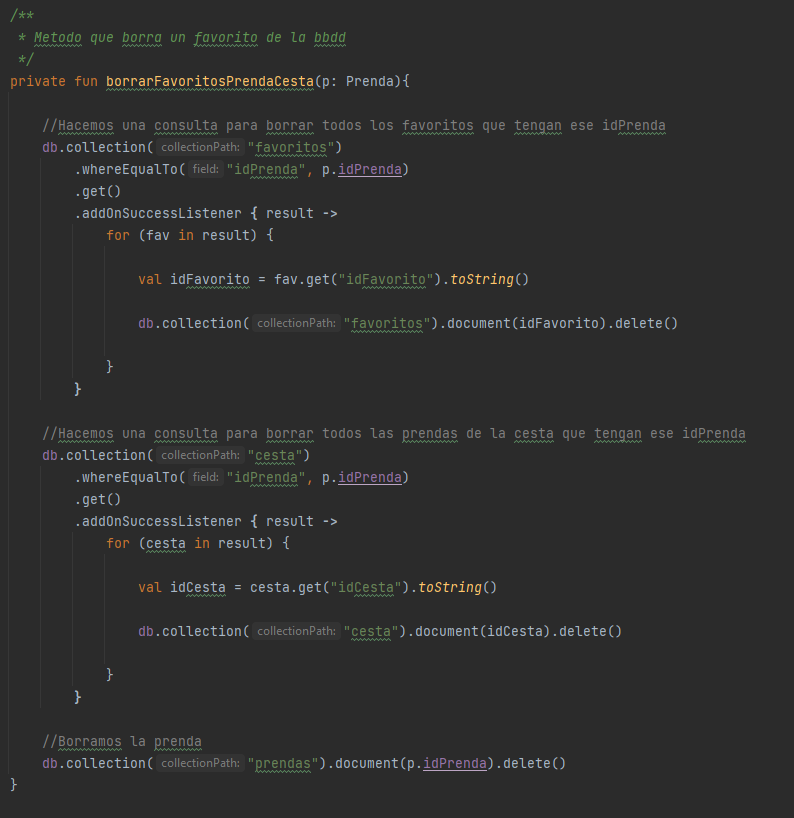 /**
 * Metodo que borra un favorito de la bbdd
 */
private fun borrarFavoritosPrendaCesta(p: Prenda){
//Hacemos una consulta para borrar todos los favoritos que tengan ese idPrenda
db.collection( collectionPath: "favoritos")
.whereEqualTo( field: "idPrenda", p.idPrenda)
.get()
.addOnSuccessListener { result ->
for (fav in result) {
val idFavorito = fav.get("idFavorito").toString()
db.collection( collectionPath: "favoritos").document(idFavorito).delete()
}
}
//Hacemos una consulta para borrar todos las prendas de la cesta que tengan ese idPrenda
db.collection( collectionPath: "cesta")
.whereEqualTo( field: "idPrenda", p.idPrenda)
.get()
.addOnSuccessListener { result ->
for (cesta in result) {
val idCesta = cesta.get("idCesta").toString()
db.collection( collectionPath: "cesta").document(idCesta).delete()
}
}
//Borramos la prenda
db.collection( collectionPath: "prendas").document(p.idPrenda).delete()
}